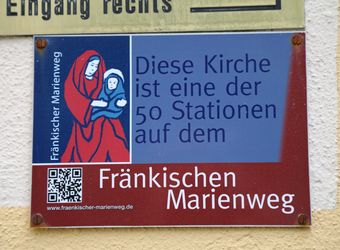 Eingang rechts
Fränkischer Marienweg
Diese Kirche
ist eine der
50 Stationen
auf dem
Fränkischen
Marienweg
www.fraenkischer-marienweg.de